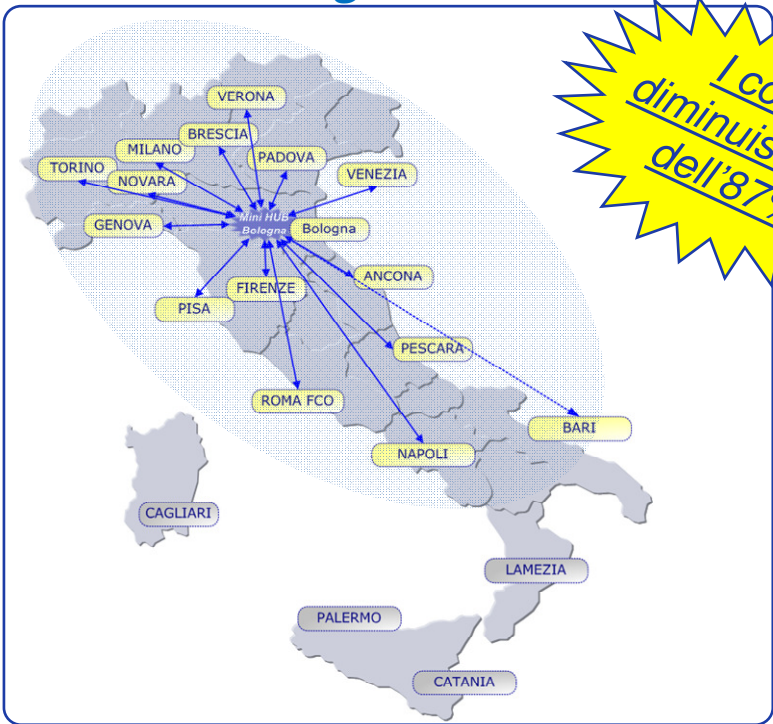 I
diminuis
dell'87%
VERONA
BRESCIA
MILANO
PADOVA
TORINO
NOVARA
VENEZIA
GENOVA
Mini HUB
Bologna
Bologna
ANCONA
FIRENZE
PISA
PESCARA
ROMA FCO
BARI
NAPOLI
CAGLIARI
LAMEZIA
PALERMO
CATANIA